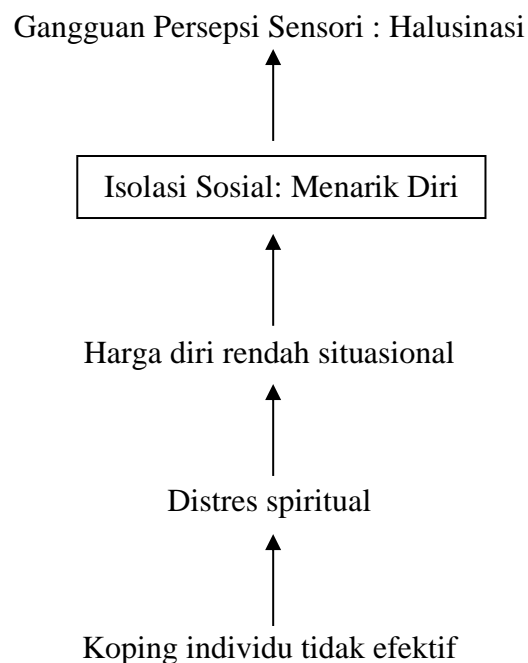 Gangguan Persepsi Sensori : Halusinasi
Isolasi Sosial: Menarik Diri
Harga diri rendah situasional
Distres spiritual
Koping individu tidak efektif